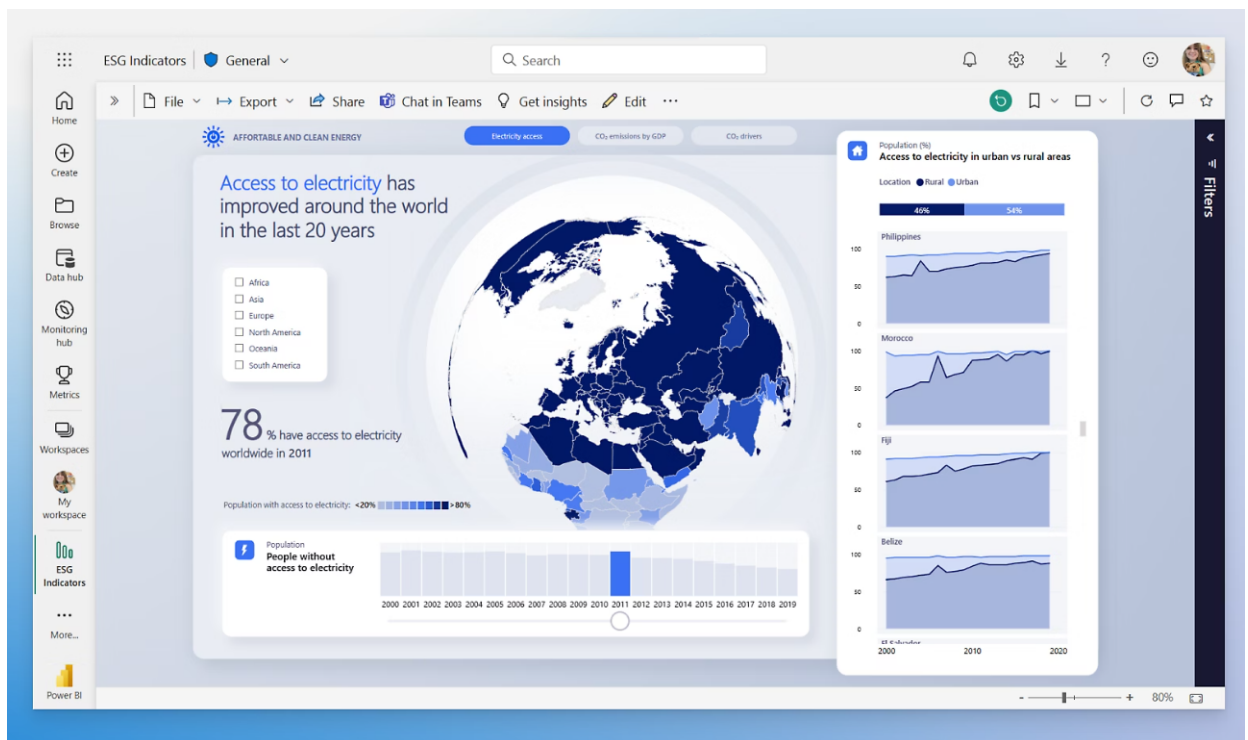 ESG Indicators
General
Search
Home
Create
Browse
Data hub
Monitoring
hub
Metrics
Workspaces
My
workspace
ESG
Indicators
More...
Power BI
File
Export
Share
Chat in Teams
Get insights
Edit
AFFORTABLE AND CLEAN ENERGY
Electricity access
CO₂ emissions by GDP
CO₂ drivers
Access to electricity has
improved around the world
in the last 20 years
Africa
Asia
Europe
North America
Oceania
South America
78 % have access to electricity
worldwide in 2011
Population with access to electricity: <20% >80%
Population
People without
access to electricity
2000 2001 2002 2003 2004 2005 2006 2007 2008 2009 2010 2011 2012 2013 2014 2015 2016 2017 2018 2019
Population (%)
Access to electricity in urban vs rural areas
Location Rural Urban
46% 54%
Philippines
100
50
0
Morocco
100
50
0
Fiji
100
50
0
Belize
100
50
0
El Salvador
2000 2010 2020
Filters
- + 80%